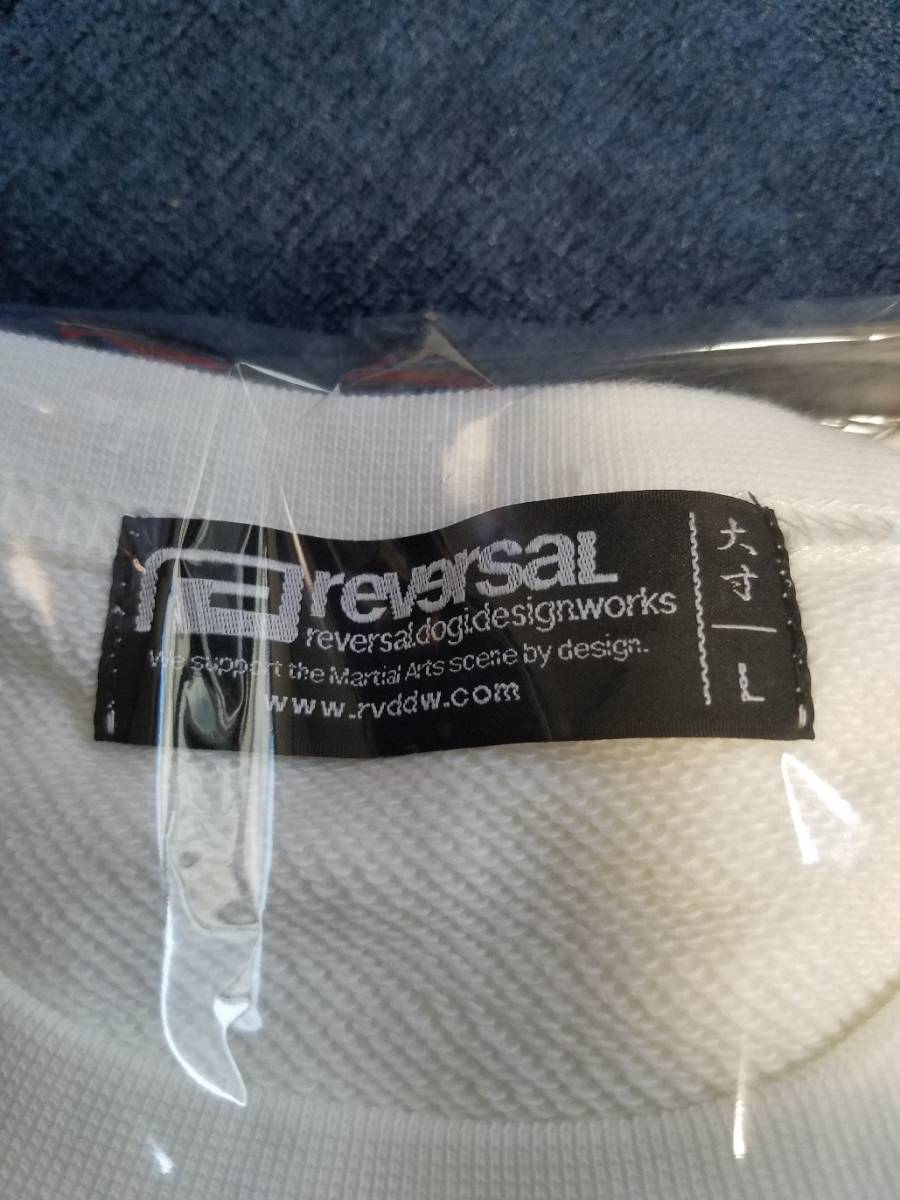 reversal
reversal.dogi.design.works
We support the Martial Arts scene by design.
www.rvddw.com
大寸
L